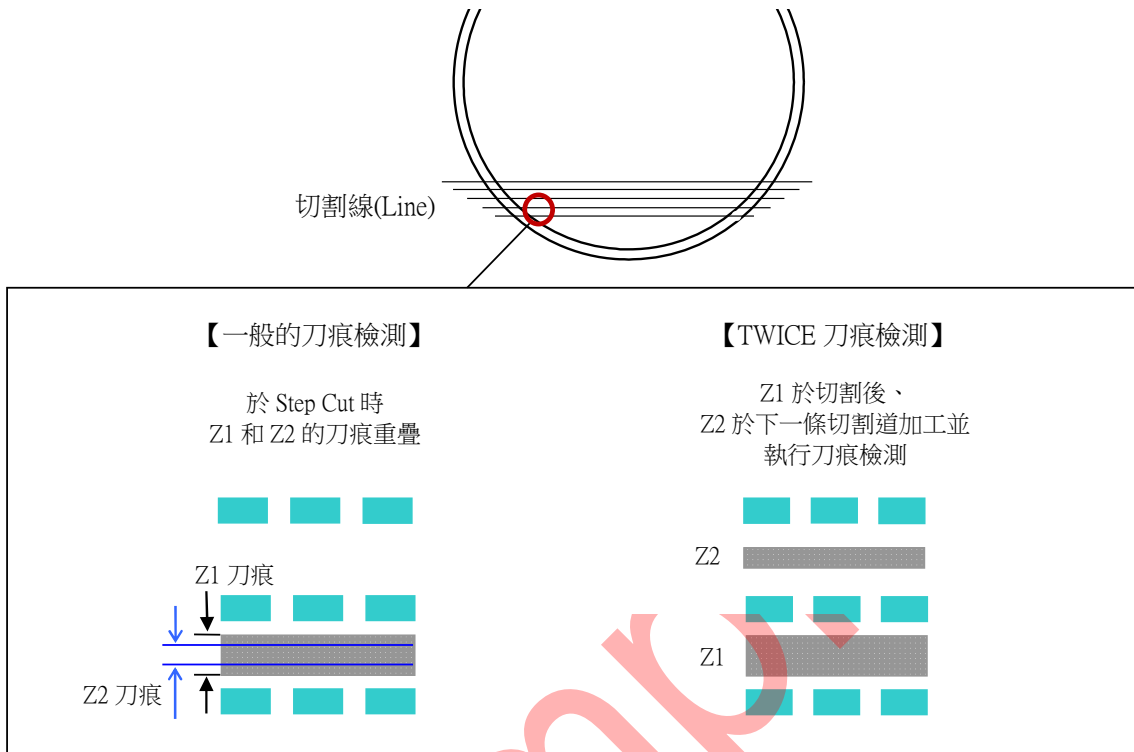 切割線(Line)
【一般的刀痕檢測】
於 Step Cut 時
Z1 和 Z2 的刀痕重疊
Z1 刀痕
Z2 刀痕
【TWICE 刀痕檢測】
Z1 於切割後、
Z2 於下一條切割道加工並
執行刀痕檢測
Z2
Z1